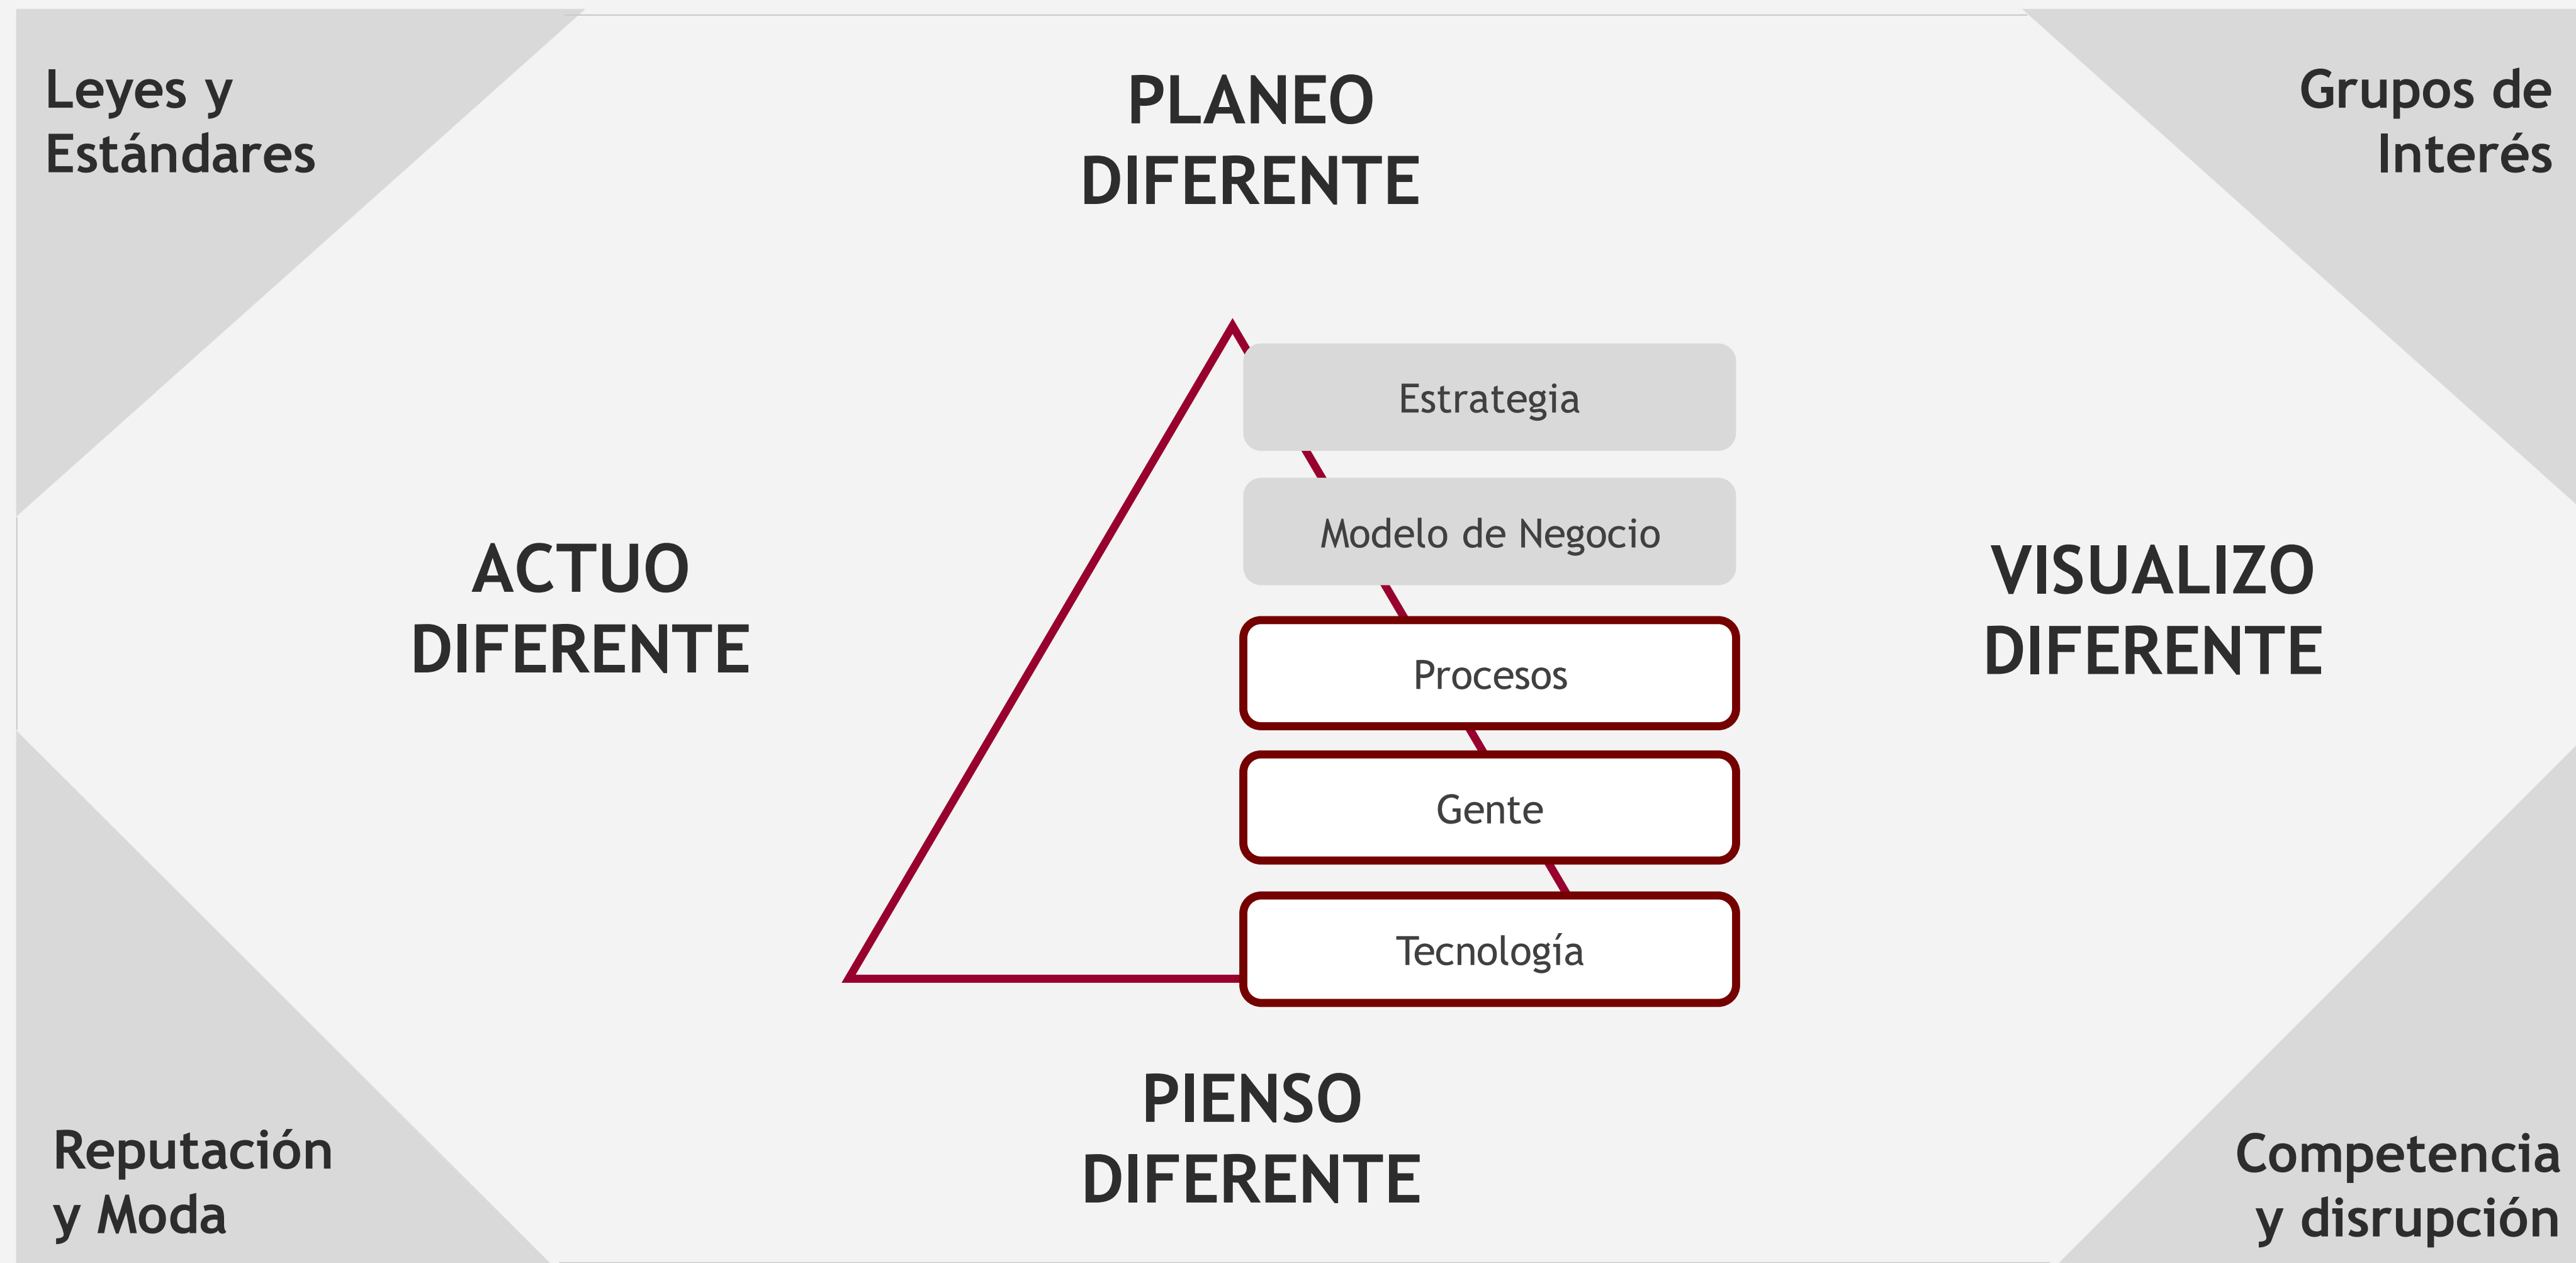 Leyes y
Estándares
PLANEO
DIFERENTE
Grupos de
Interés
Estrategia
Modelo de Negocio
ACTUO
DIFERENTE
VISUALIZO
DIFERENTE
Procesos
Gente
Tecnología
PIENSO
DIFERENTE
Reputación
y Moda
Competencia
y disrupción